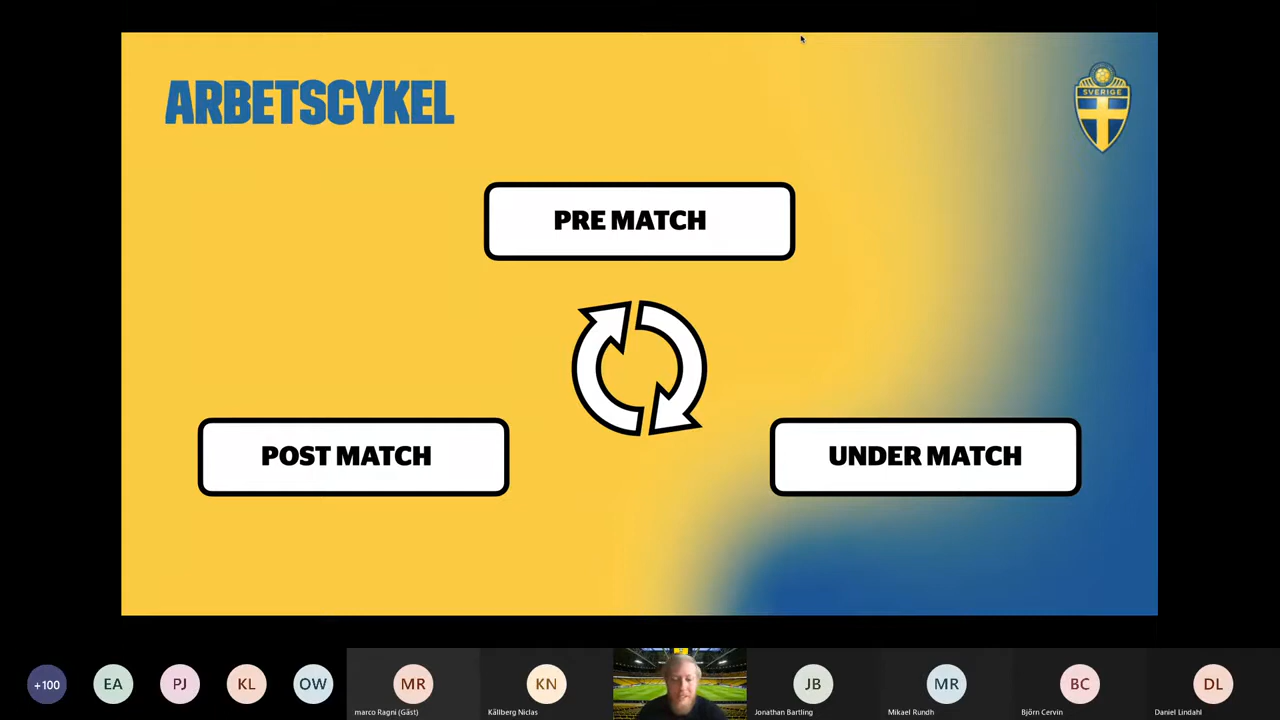 ARBETSCYKEL
SVERIGE
PRE MATCH
POST MATCH
UNDER MATCH
+100
EA
PJ
KL
OW
MR
KN
JB
MR
BC
DL
marco Ragni (Gäst)
Källberg Niclas
Jonathan Bartling
Mikael Rundh
Björn Cervin
Daniel Lindahl